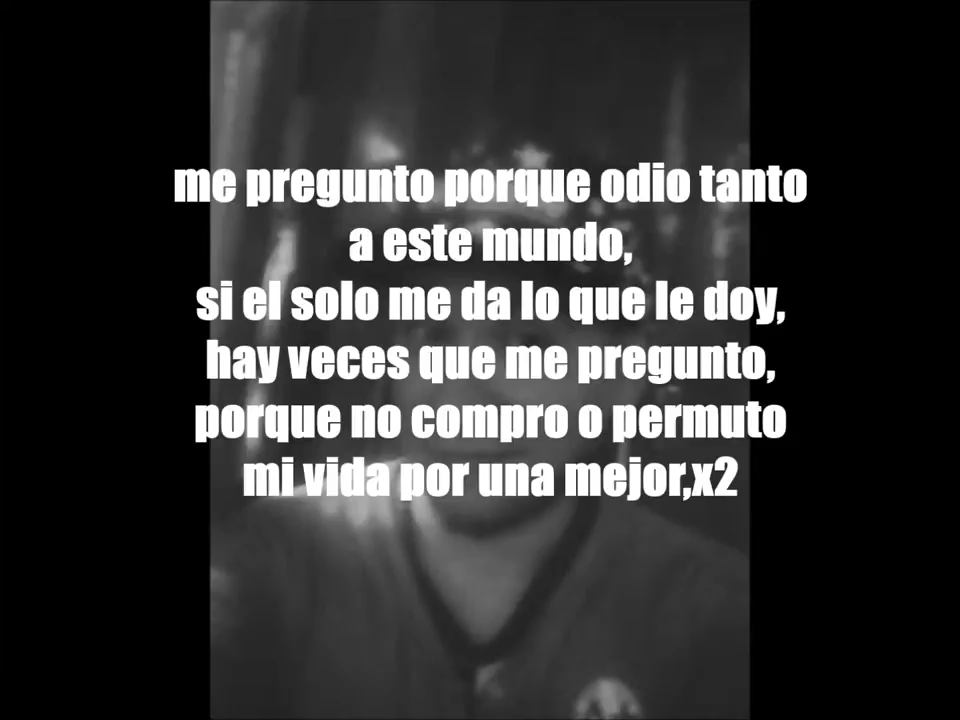 me pregunto porque odio tanto
a este mundo,
si el solo me da lo que le doy,
hay veces que me pregunto,
porque no compro o permuto
mi vida por una mejor,x2